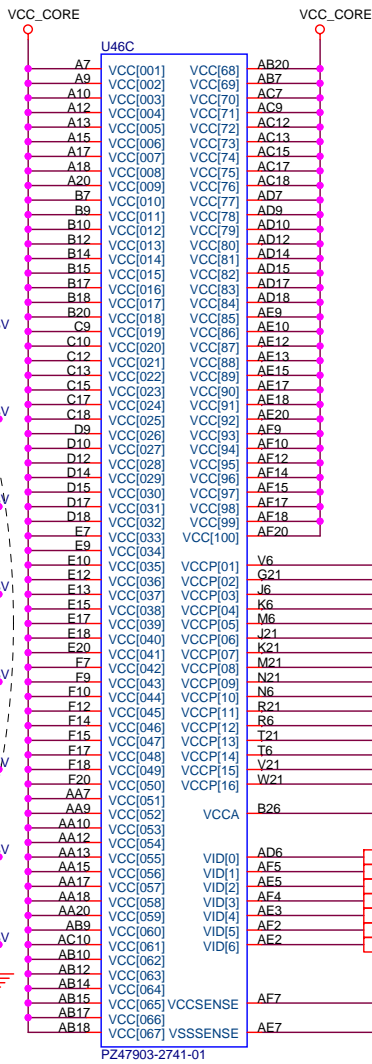 VCC_CORE VCC_CORE
U46C
A7 VCC[001] VCC[68] AB20
A9 VCC[002] VCC[69] AB7
A10 VCC[003] VCC[70] AC7
A12 VCC[004] VCC[71] AC9
A13 VCC[005] VCC[72] AC12
A15 VCC[006] VCC[73] AC13
A17 VCC[007] VCC[74] AC15
A18 VCC[008] VCC[75] AC17
A20 VCC[009] VCC[76] AC18
B7 VCC[010] VCC[77] AD7
B9 VCC[011] VCC[78] AD9
B10 VCC[012] VCC[79] AD10
B12 VCC[013] VCC[80] AD12
B14 VCC[014] VCC[81] AD14
B15 VCC[015] VCC[82] AD15
B17 VCC[016] VCC[83] AD17
B18 VCC[017] VCC[84] AD18
B20 VCC[018] VCC[85] AE9
C9 VCC[019] VCC[86] AE10
C10 VCC[020] VCC[87] AE12
C12 VCC[021] VCC[88] AE13
C13 VCC[022] VCC[89] AE15
C15 VCC[023] VCC[90] AE17
C17 VCC[024] VCC[91] AE18
C18 VCC[025] VCC[92] AE20
D9 VCC[026] VCC[93] AF9
D10 VCC[027] VCC[94] AF10
D12 VCC[028] VCC[95] AF12
D14 VCC[029] VCC[96] AF14
D15 VCC[030] VCC[97] AF15
D17 VCC[031] VCC[98] AF17
D18 VCC[032] VCC[99] AF18
E7 VCC[033] VCC[100] AF20
E9 VCC[034]
E10 VCC[035] VCCP[01] V6
E12 VCC[036] VCCP[02] G21
E13 VCC[037] VCCP[03] J6
E15 VCC[038] VCCP[04] K6
E17 VCC[039] VCCP[05] M6
E18 VCC[040] VCCP[06] J21
E20 VCC[041] VCCP[07] K21
F7 VCC[042] VCCP[08] M21
F9 VCC[043] VCCP[09] N21
F10 VCC[044] VCCP[10] N6
F12 VCC[045] VCCP[11] R21
F14 VCC[046] VCCP[12] R6
F15 VCC[047] VCCP[13] T21
F17 VCC[048] VCCP[14] T6
F18 VCC[049] VCCP[15] V21
F20 VCC[050] VCCP[16] W21
AA7 VCC[051]
AA9 VCC[052] VCCA B26
AA10 VCC[053]
AA12 VCC[054]
AA13 VCC[055] VID[0] AD6
AA15 VCC[056] VID[1] AF5
AA17 VCC[057] VID[2] AE5
AA18 VCC[058] VID[3] AF4
AA20 VCC[059] VID[4] AE3
AB9 VCC[060] VID[5] AF2
AC10 VCC[061] VID[6] AE2
AB10 VCC[062]
AB12 VCC[063]
AB14 VCC[064]
AB15 VCC[065] VCCSENSE AF7
AB17 VCC[066]
AB18 VCC[067] VSSSENSE AE7
PZ47903-2741-01